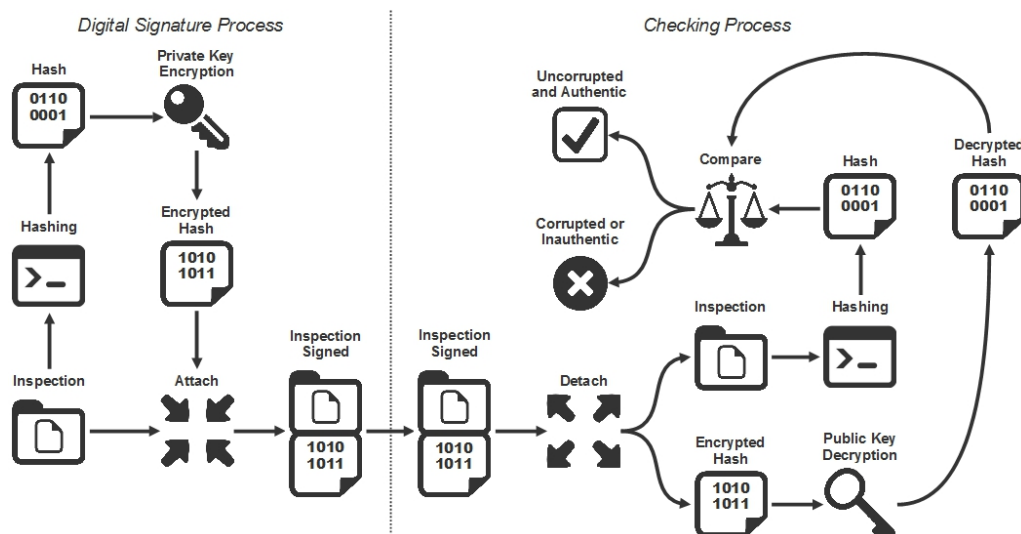 Digital Signature Process
Checking Process
Hash
0110
0001
Private Key
Encryption
Hashing
Encrypted
Hash
1010
1011
Inspection
Attach
Inspection
Signed
1010
1011
Inspection
Signed
1010
1011
Detach
Uncorrupted
and Authentic
Corrupted or
Inauthentic
Compare
Hash
0110
0001
Decrypted
Hash
0110
0001
Inspection
Hashing
Encrypted
Hash
1010
1011
Public Key
Decryption